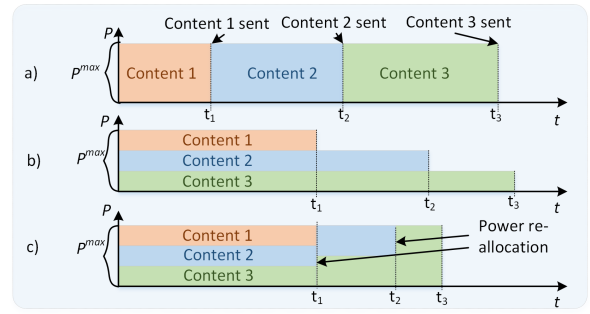 Content 1 sent Content 2 sent Content 3 sent
P
a) P^max Content 1 Content 2 Content 3
t₁ t₂ t₃ t
P
b) P^max Content 1
Content 2
Content 3
t₁ t₂ t₃ t
P
Power re-
allocation
c) P^max Content 1
Content 2
Content 3
t₁ t₂ t₃ t